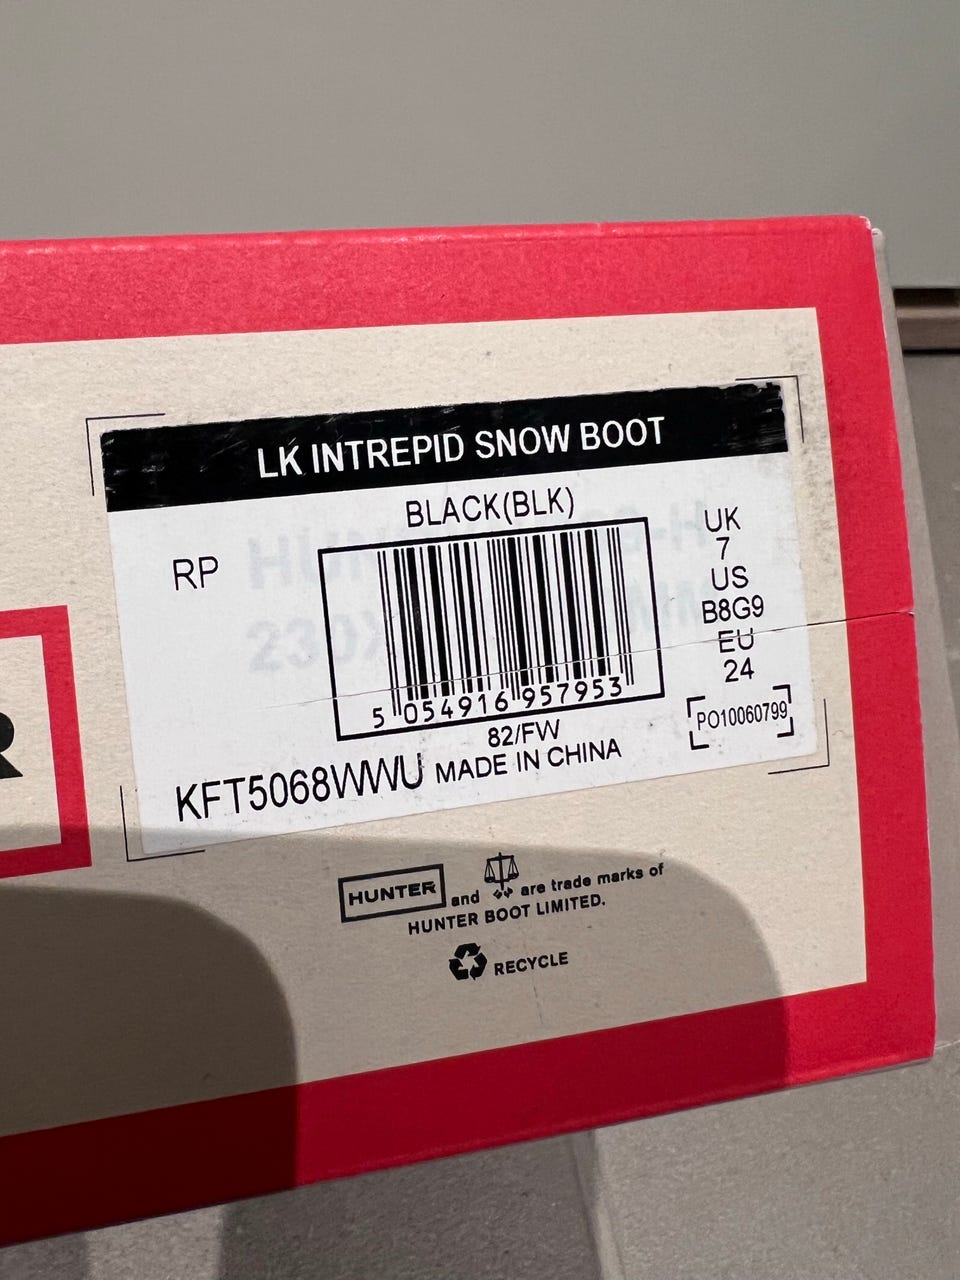 LK INTREPID SNOW BOOT
BLACK(BLK)
RP
UK
7
US
B8G9
EU
24
5 054916 957953
82/FW
PO10060799
KFT5068WWU MADE IN CHINA
R
HUNTER and are trade marks of
HUNTER BOOT LIMITED.
RECYCLE